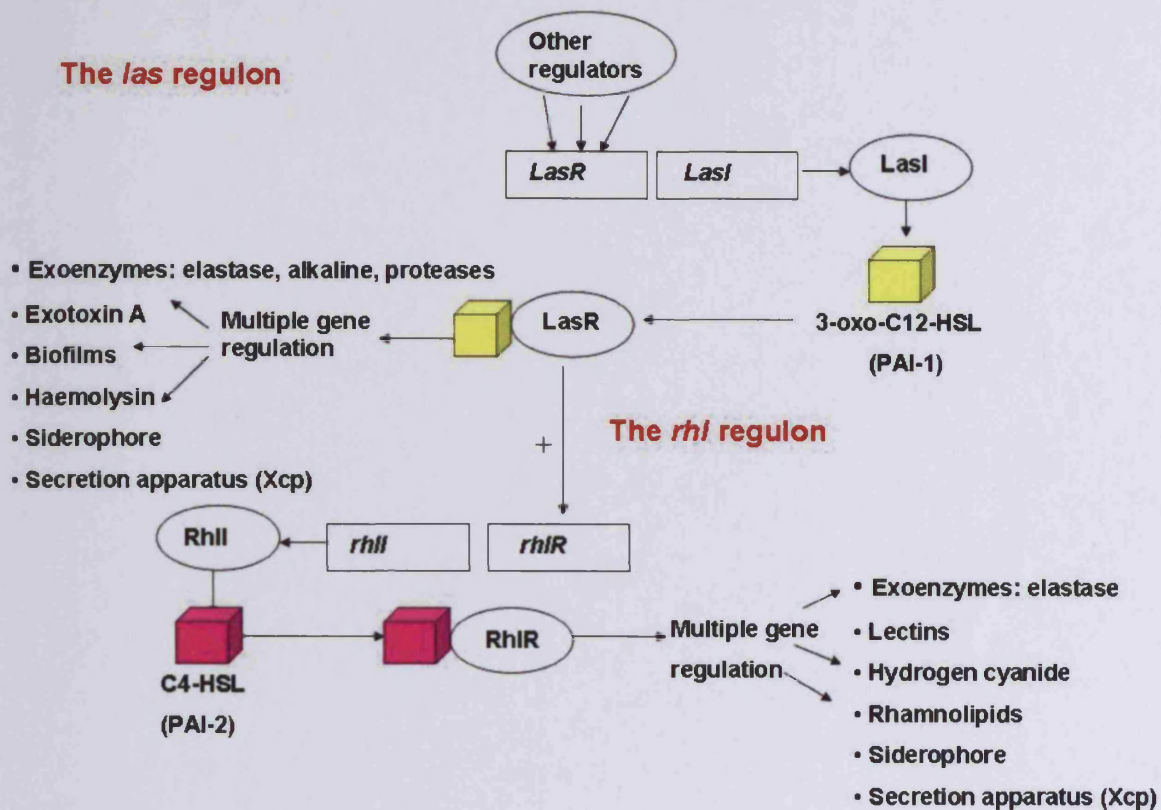 The las regulon
Other
regulators
LasR
LasI
LasI
3-oxo-C12-HSL
(PAI-1)
LasR
Multiple gene
regulation
• Exoenzymes: elastase, alkaline, proteases
• Exotoxin A
• Biofilms
• Haemolysin
• Siderophore
• Secretion apparatus (Xcp)
+
The rhl regulon
RhlI
rhlI
rhlR
C4-HSL
(PAI-2)
RhlR
Multiple gene
regulation
• Exoenzymes: elastase
• Lectins
• Hydrogen cyanide
• Rhamnolipids
• Siderophore
• Secretion apparatus (Xcp)